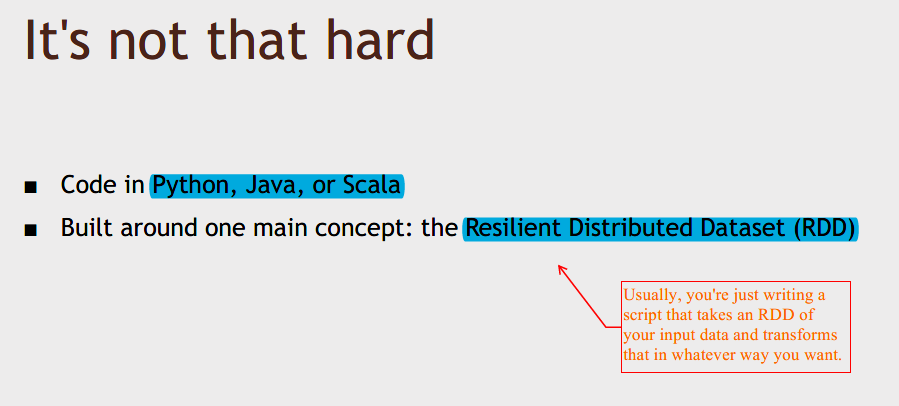 It's not that hard
▪ Code in Python, Java, or Scala
▪ Built around one main concept: the Resilient Distributed Dataset (RDD)
Usually, you're just writing a
script that takes an RDD of
your input data and transforms
that in whatever way you want.